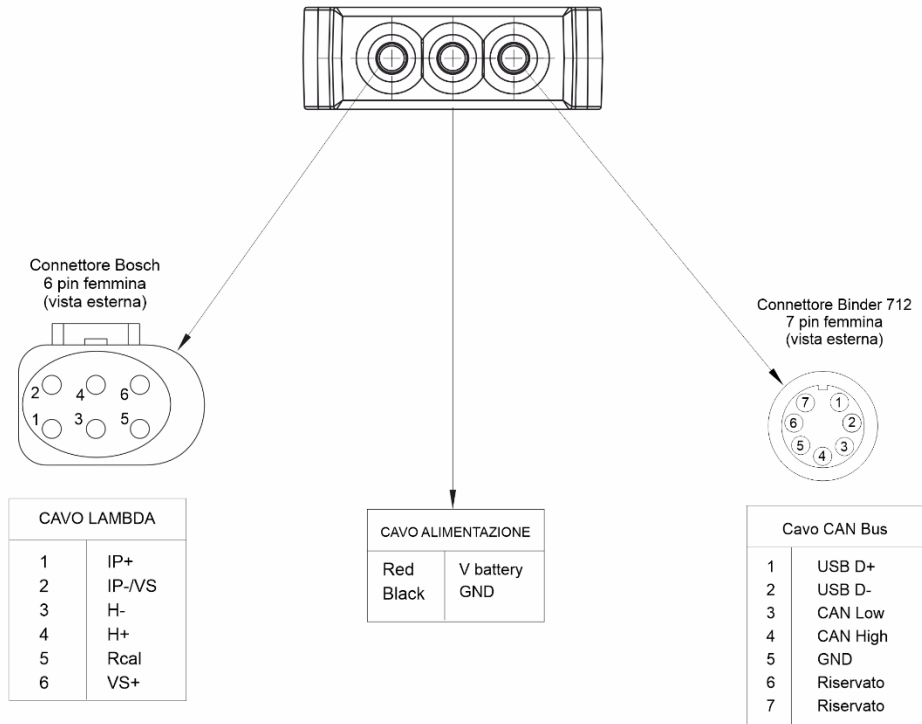 Connettore Bosch
6 pin femmina
(vista esterna)
2 4 6
1 3 5
CAVO LAMBDA
1 IP+
2 IP-/VS
3 H-
4 H+
5 Rcal
6 VS+
CAVO ALIMENTAZIONE
Red V battery
Black GND
Connettore Binder 712
7 pin femmina
(vista esterna)
7 1
6 2
5 3
4
Cavo CAN Bus
1 USB D+
2 USB D-
3 CAN Low
4 CAN High
5 GND
6 Riservato
7 Riservato